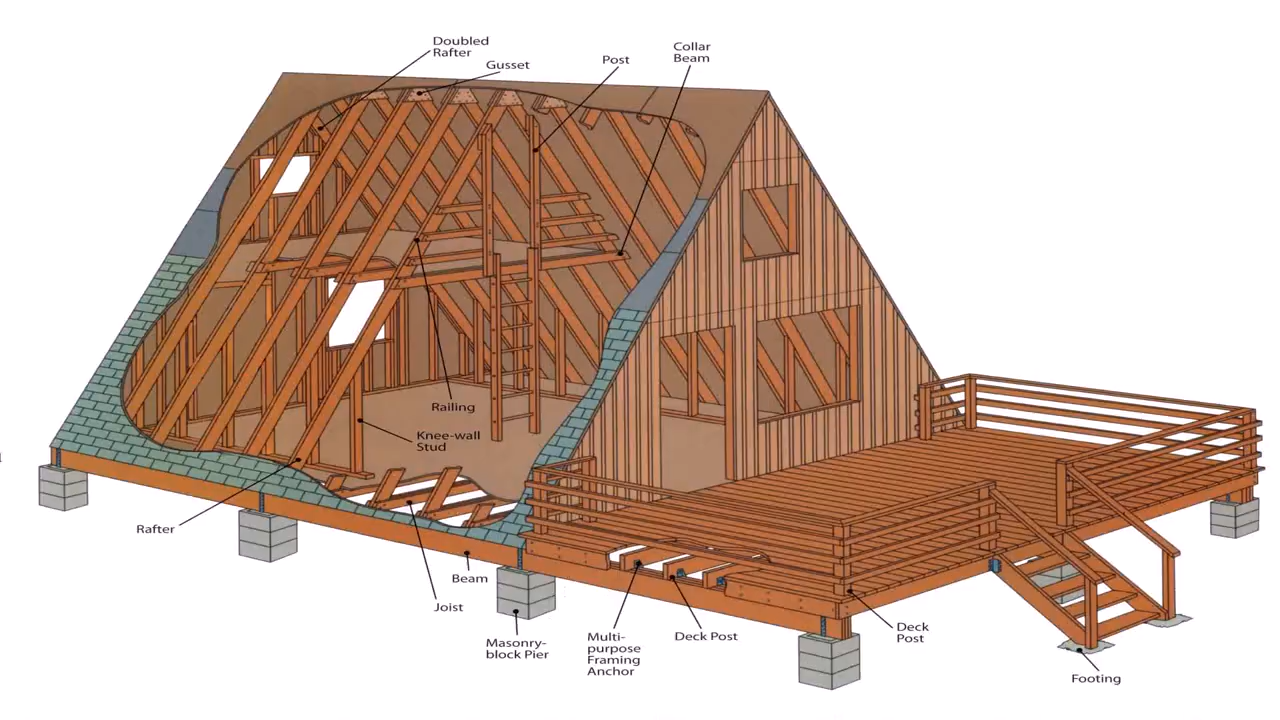 Doubled
Rafter
Gusset
Post
Collar
Beam
Railing
Knee-wall
Stud
Rafter
Beam
Joist
Masonry-
block Pier
Multi-
purpose
Framing
Anchor
Deck Post
Deck
Post
Footing